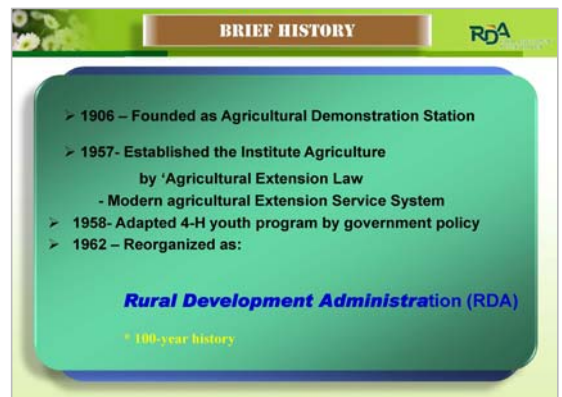 BRIEF HISTORY
RDA
➢ 1906 – Founded as Agricultural Demonstration Station
➢ 1957- Established the Institute Agriculture
by ‘Agricultural Extension Law
- Modern agricultural Extension Service System
➢ 1958- Adapted 4-H youth program by government policy
➢ 1962 – Reorganized as:
Rural Development Administration (RDA)
* 100-year history